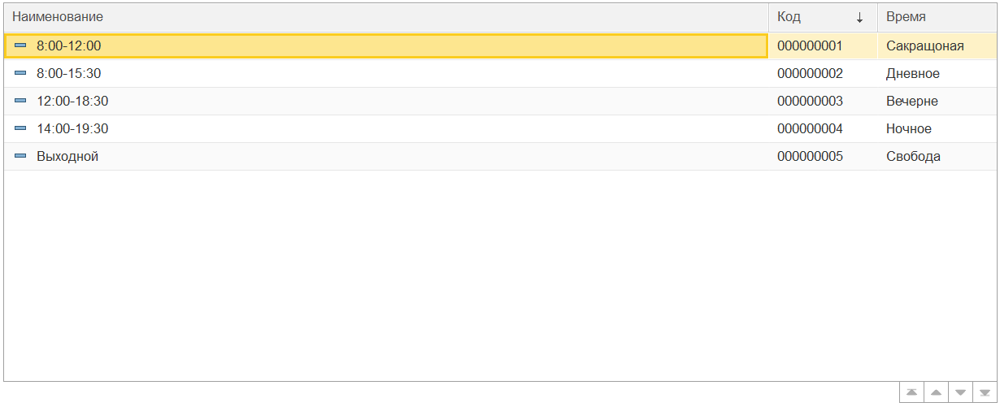 Наименование Код ↓ Время
8:00-12:00 000000001 Сакращоная
8:00-15:30 000000002 Дневное
12:00-18:30 000000003 Вечерне
14:00-19:30 000000004 Ночное
Выходной 000000005 Свобода